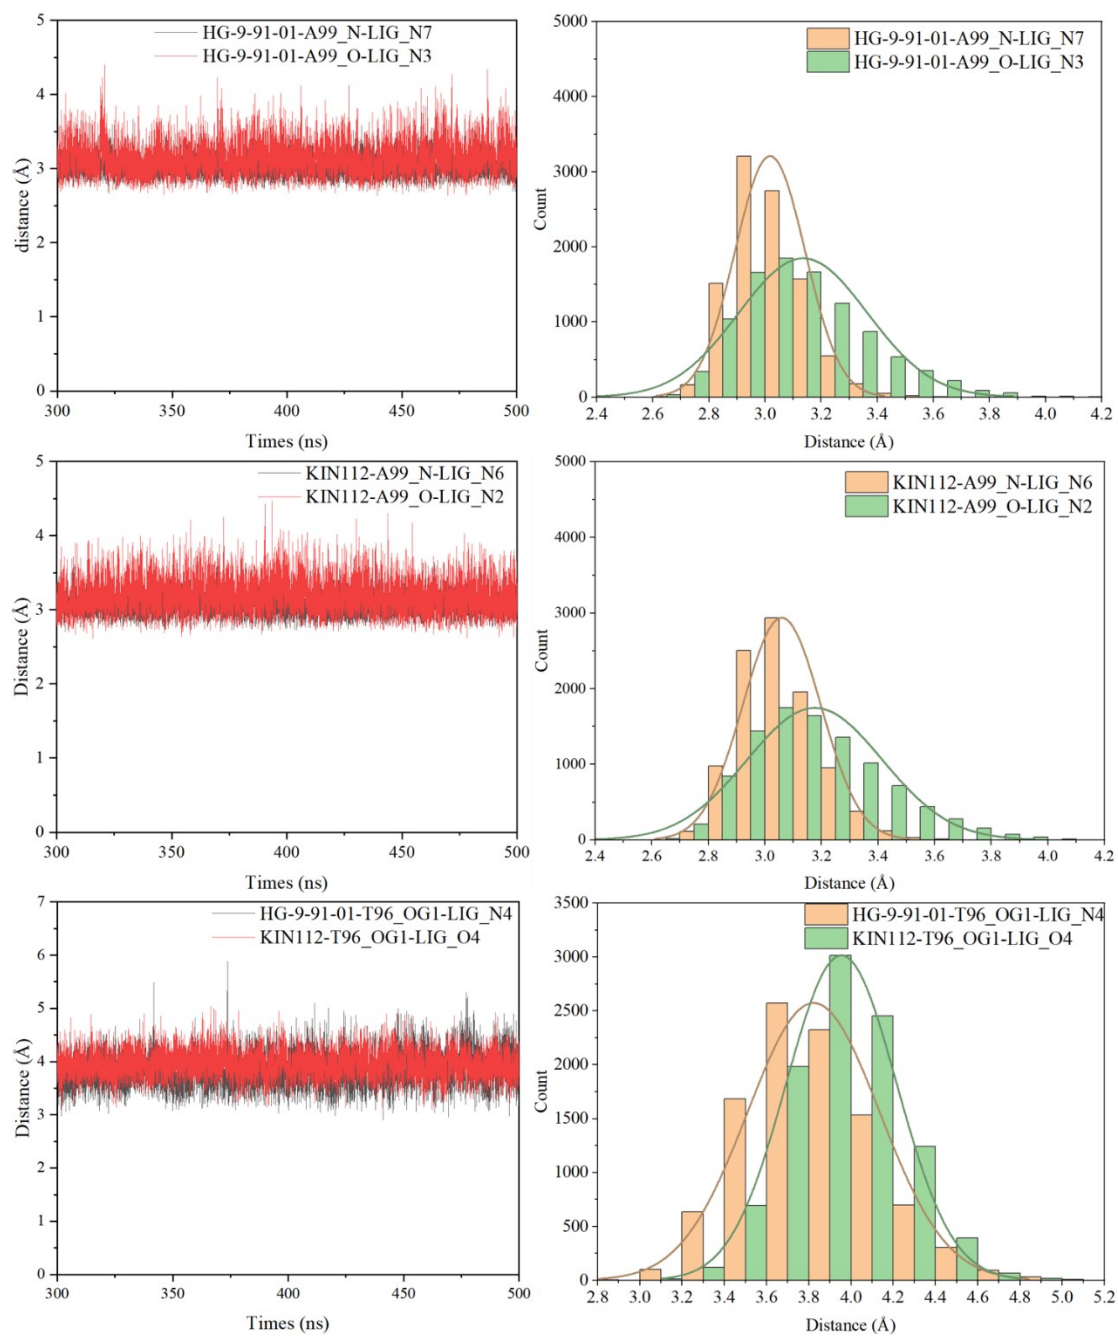 HG-9-91-01-A99_N-LIG_N7
HG-9-91-01-A99_O-LIG_N3
5
4
3
2
1
0
distance (Å)
300 350 400 450 500
Times (ns)
HG-9-91-01-A99_N-LIG_N7
HG-9-91-01-A99_O-LIG_N3
5000
4000
3000
2000
1000
0
Count
2.4 2.6 2.8 3.0 3.2 3.4 3.6 3.8 4.0 4.2
Distance (Å)
KIN112-A99_N-LIG_N6
KIN112-A99_O-LIG_N2
5
4
3
2
1
0
Distance (Å)
300 350 400 450 500
Times (ns)
KIN112-A99_N-LIG_N6
KIN112-A99_O-LIG_N2
5000
4000
3000
2000
1000
0
Count
2.4 2.6 2.8 3.0 3.2 3.4 3.6 3.8 4.0 4.2
Distance (Å)
HG-9-91-01-T96_OG1-LIG_N4
KIN112-T96_OG1-LIG_O4
7
6
5
4
3
2
1
0
Distance (Å)
300 350 400 450 500
Times (ns)
HG-9-91-01-T96_OG1-LIG_N4
KIN112-T96_OG1-LIG_O4
3500
3000
2500
2000
1500
1000
500
0
Count
2.8 3.0 3.2 3.4 3.6 3.8 4.0 4.2 4.4 4.6 4.8 5.0 5.2
Distance (Å)